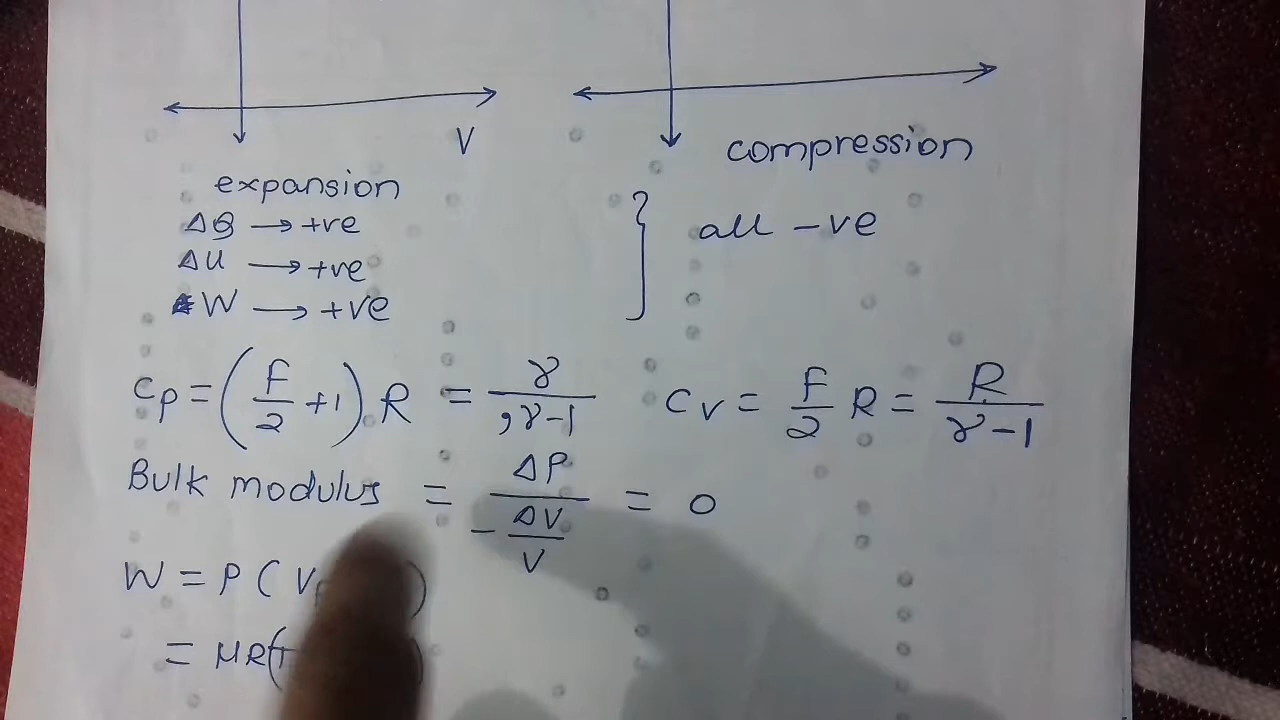 V
compression
expansion
ΔQ → +ve
ΔU → +ve
W → +ve
} all -ve
Cp = (F/2 + 1) R = γ/γ-1 Cv = F/2 R = R/γ-1
Bulk modulus = ΔP/-ΔV/V = 0
W = P ( V )
= μR(T )